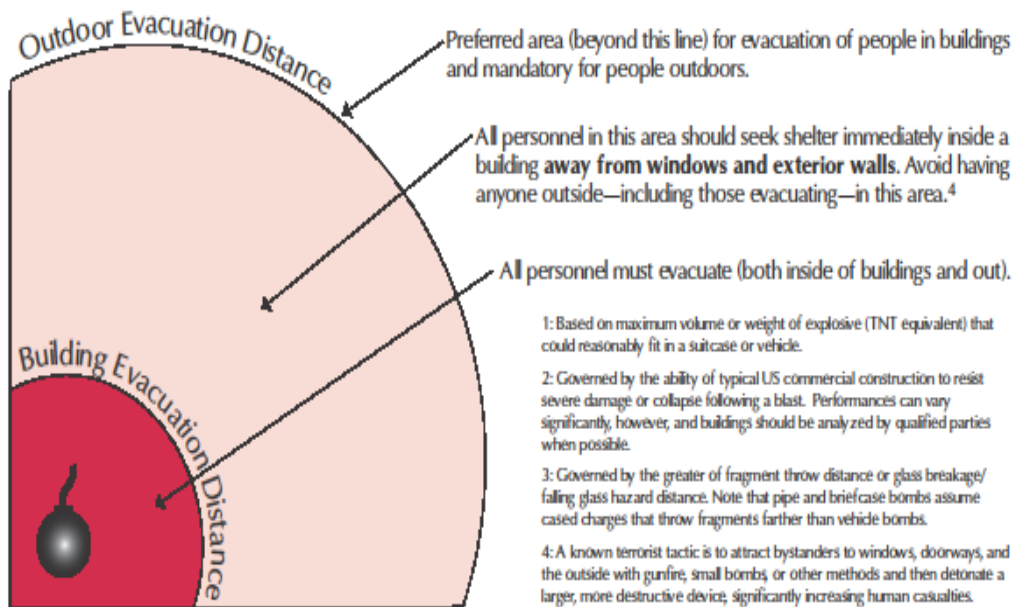 Outdoor Evacuation Distance
Preferred area (beyond this line) for evacuation of people in buildings
and mandatory for people outdoors.
All personnel in this area should seek shelter immediately inside a
building away from windows and exterior walls. Avoid having
anyone outside—including those evacuating—in this area.4
All personnel must evacuate (both inside of buildings and out).
Building Evacuation Distance
1: Based on maximum volume or weight of explosive (TNT equivalent) that
could reasonably fit in a suitcase or vehicle.
2: Governed by the ability of typical US commercial construction to resist
severe damage or collapse following a blast. Performances can vary
significantly, however, and buildings should be analyzed by qualified parties
when possible.
3: Governed by the greater of fragment throw distance or glass breakage/
falling glass hazard distance. Note that pipe and briefcase bombs assume
cased charges that throw fragments farther than vehicle bombs.
4: A known terrorist tactic is to attract bystanders to windows, doorways, and
the outside with gunfire, small bombs, or other methods and then detonate a
larger, more destructive device, significantly increasing human casualties.